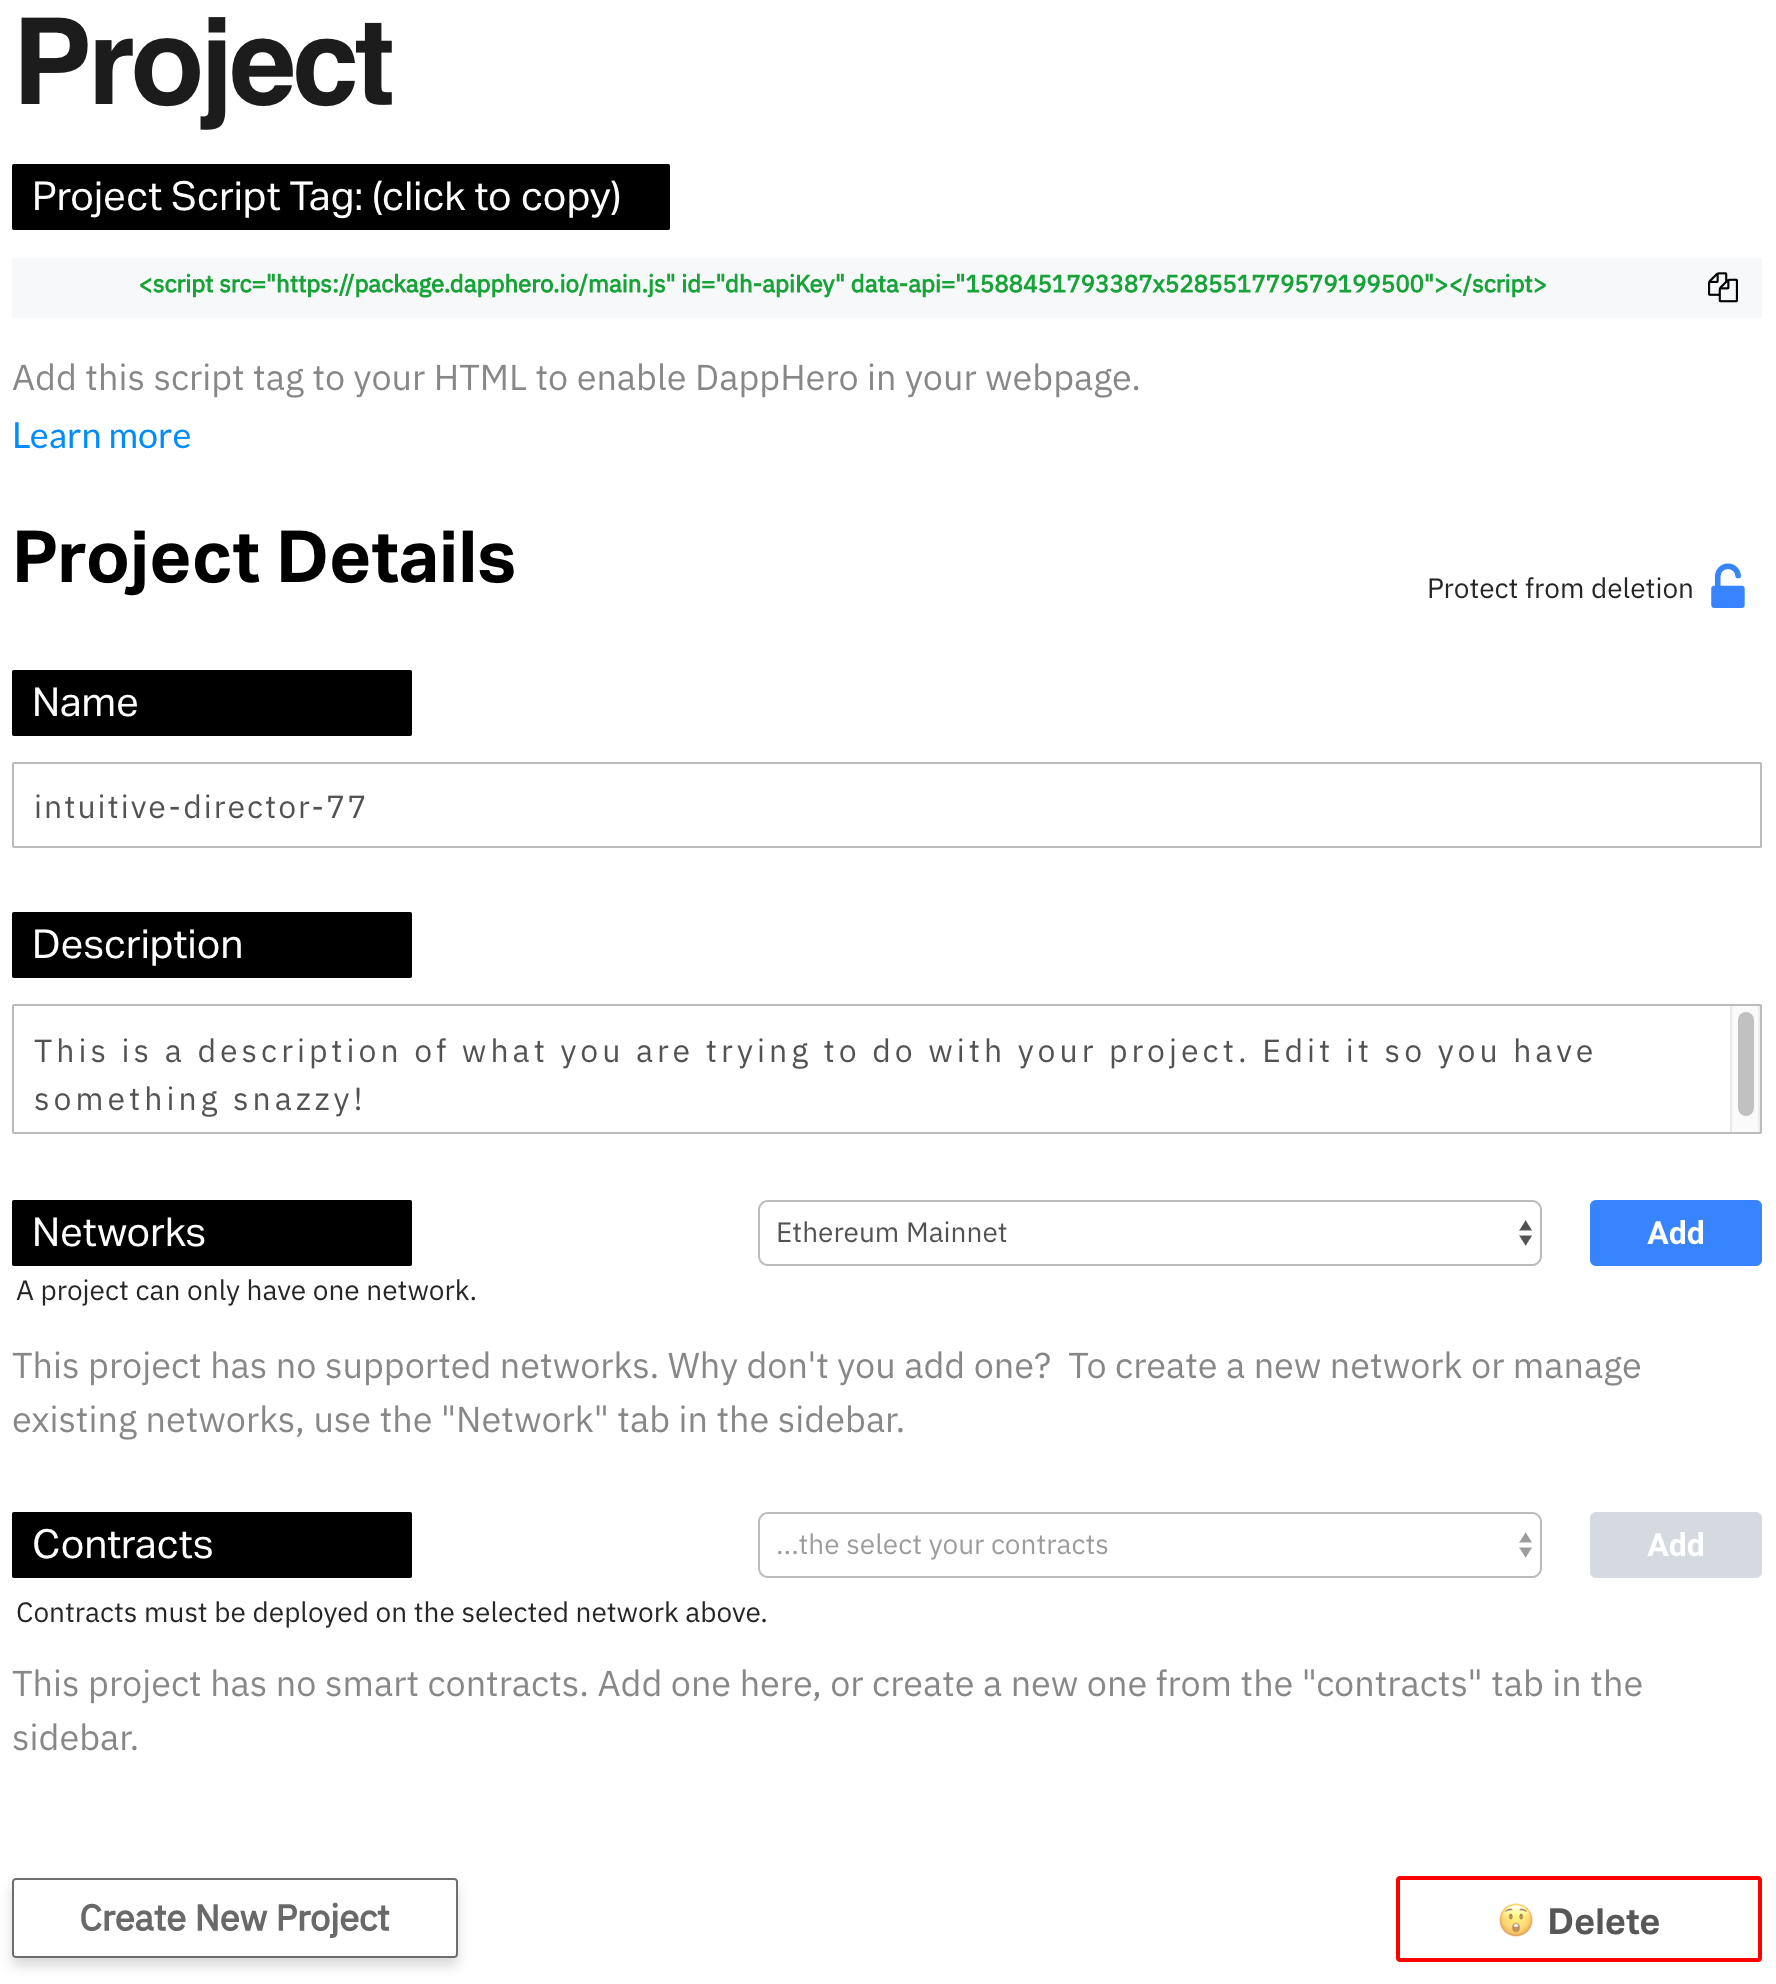 Project
Project Script Tag: (click to copy)
<script src="https://package.dapphero.io/main.js" id="dh-apiKey" data-api="1588451793387x528551779579199500"></script>
Add this script tag to your HTML to enable DappHero in your webpage.
Learn more
Project Details
Protect from deletion
Name
intuitive-director-77
Description
This is a description of what you are trying to do with your project. Edit it so you have
something snazzy!
Networks
Ethereum Mainnet
Add
A project can only have one network.
This project has no supported networks. Why don't you add one?  To create a new network or manage
existing networks, use the "Network" tab in the sidebar.
Contracts
...the select your contracts
Add
Contracts must be deployed on the selected network above.
This project has no smart contracts. Add one here, or create a new one from the "contracts" tab in the
sidebar.
Create New Project
😲 Delete